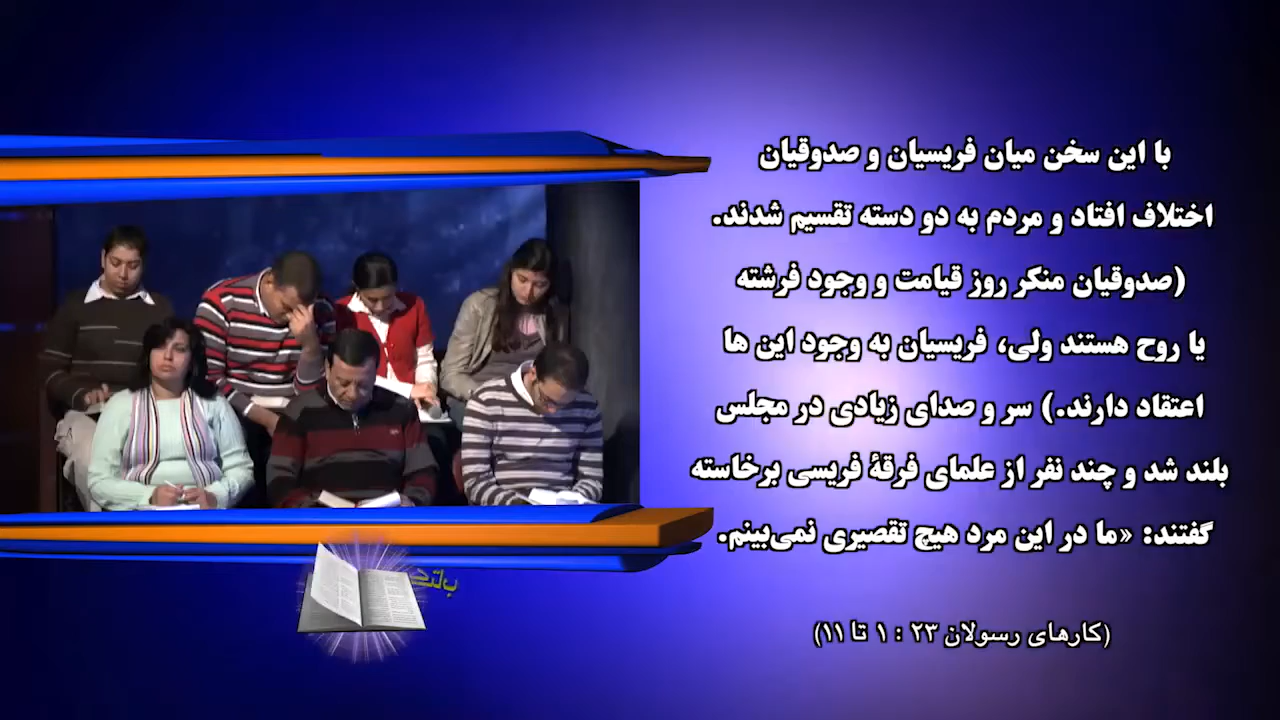 با این سخن میان فریسیان و صدوقیان
اختلاف افتاد و مردم به دو دسته تقسیم شدند.
(صدوقیان منکر روز قیامت و وجود فرشته
یا روح هستند ولی، فریسیان به وجود این ها
اعتقاد دارند.) سر و صدای زیادی در مجلس
بلند شد و چند نفر از علمای فرقهٔ فریسی برخاسته
گفتند: «ما در این مرد هیچ تقصیری نمی‌بینم.
(کارهای رسولان ۲۳ : ۱ تا ۱۱)